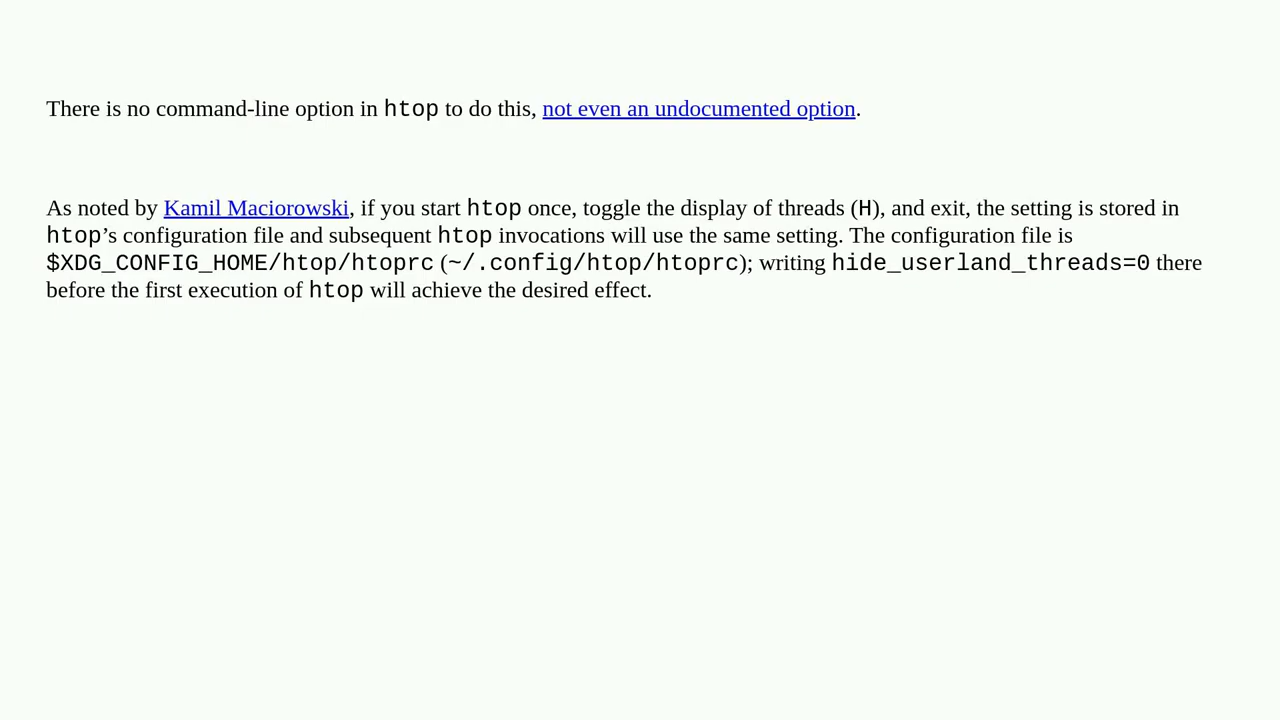 There is no command-line option in htop to do this, not even an undocumented option.
As noted by Kamil Maciorowski, if you start htop once, toggle the display of threads (H), and exit, the setting is stored in
htop’s configuration file and subsequent htop invocations will use the same setting. The configuration file is
$XDG_CONFIG_HOME/htop/htoprc (~/.config/htop/htoprc); writing hide_userland_threads=0 there
before the first execution of htop will achieve the desired effect.